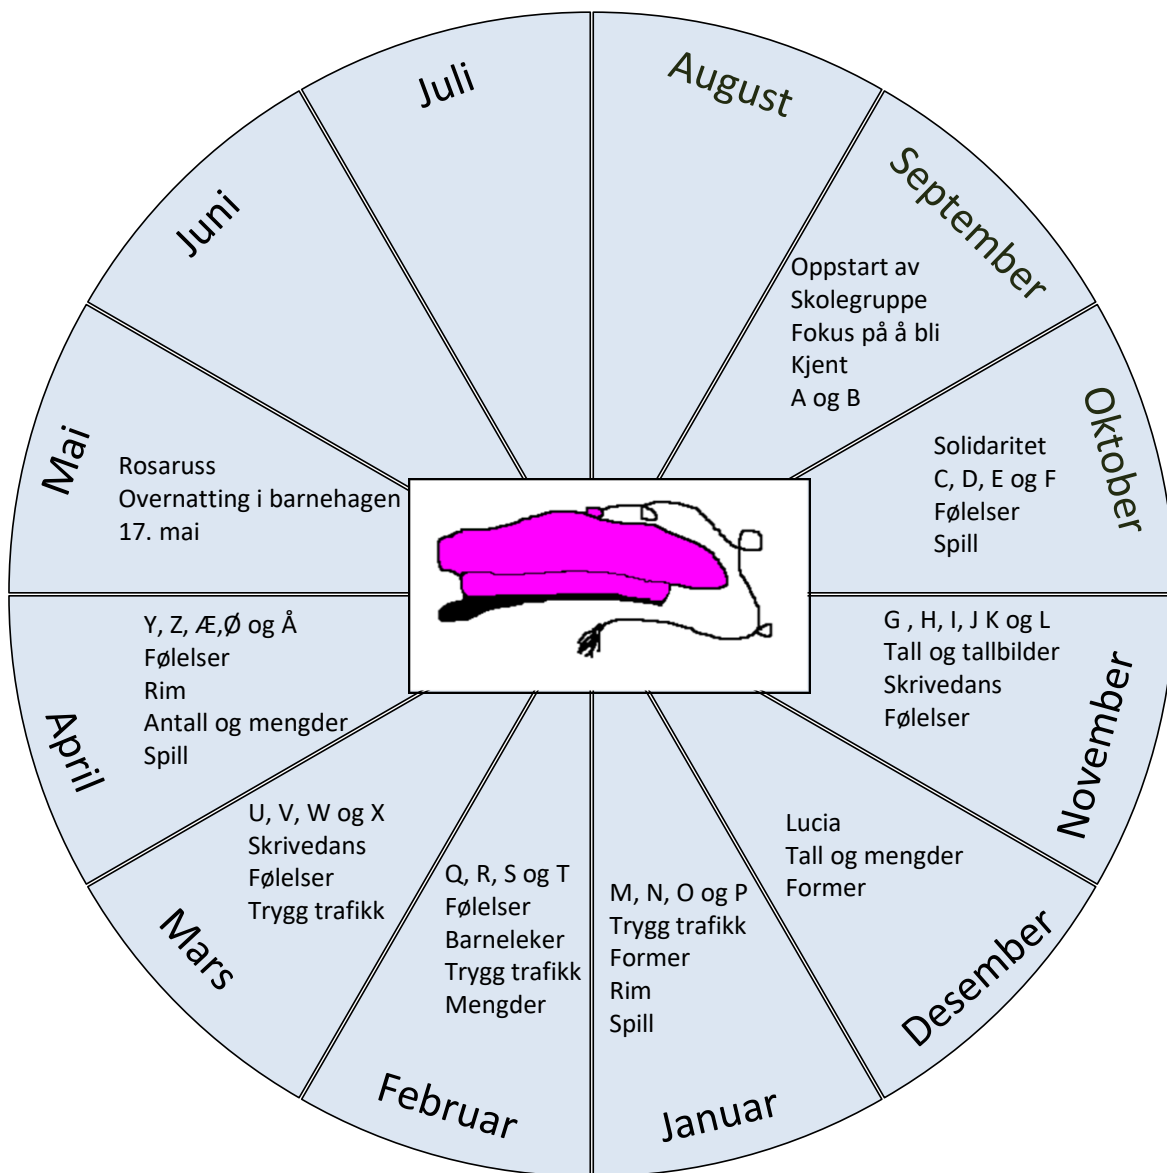 August
September
Oppstart av
Skolegruppe
Fokus på å bli
Kjent
A og B
Oktober
Solidaritet
C, D, E og F
Følelser
Spill
November
G , H, I, J K og L
Tall og tallbilder
Skrivedans
Følelser
Desember
Lucia
Tall og mengder
Former
Januar
M, N, O og P
Trygg trafikk
Former
Rim
Spill
Februar
Q, R, S og T
Følelser
Barneleker
Trygg trafikk
Mengder
Mars
U, V, W og X
Skrivedans
Følelser
Trygg trafikk
April
Y, Z, Æ,Ø og Å
Følelser
Rim
Antall og mengder
Spill
Mai
Rosaruss
Overnatting i barnehagen
17. mai
Juni
Juli